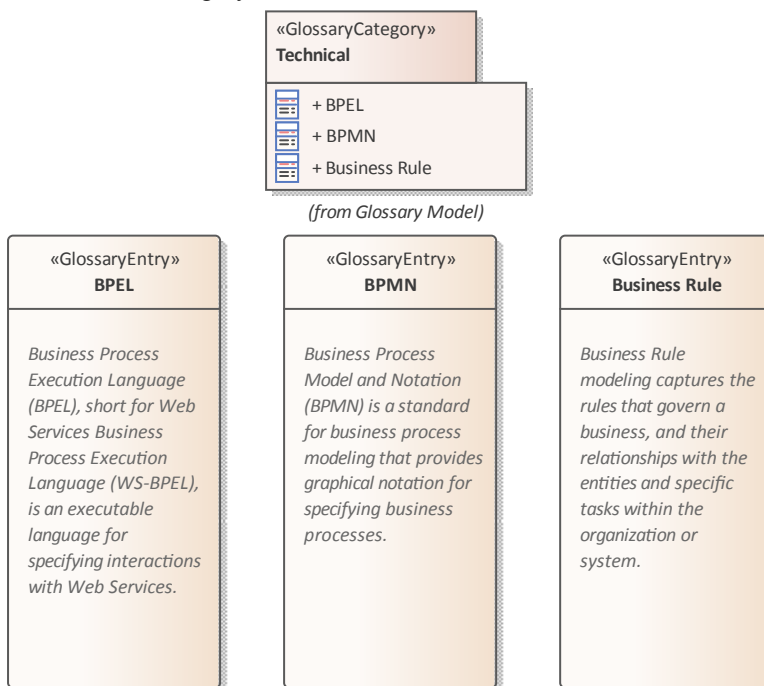 «GlossaryCategory»
Technical
+ BPEL
+ BPMN
+ Business Rule
(from Glossary Model)
«GlossaryEntry»
BPEL
Business Process
Execution Language
(BPEL), short for Web
Services Business
Process Execution
Language (WS-BPEL),
is an executable
language for
specifying interactions
with Web Services.
«GlossaryEntry»
BPMN
Business Process
Model and Notation
(BPMN) is a standard
for business process
modeling that provides
graphical notation for
specifying business
processes.
«GlossaryEntry»
Business Rule
Business Rule
modeling captures the
rules that govern a
business, and their
relationships with the
entities and specific
tasks within the
organization or
system.